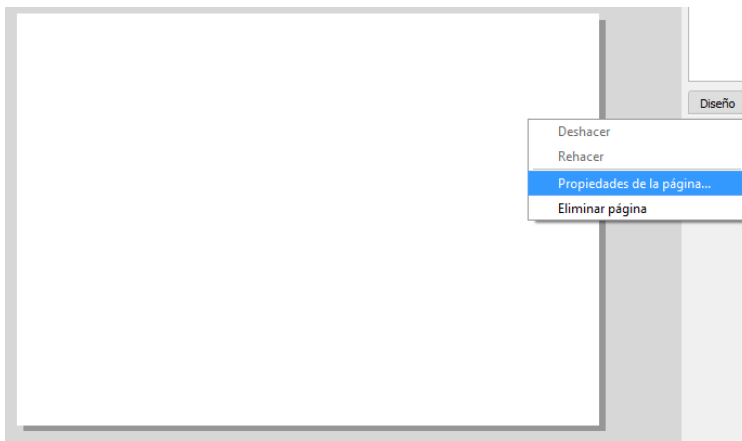 Diseño
Deshacer
Rehacer
Propiedades de la página...
Eliminar página